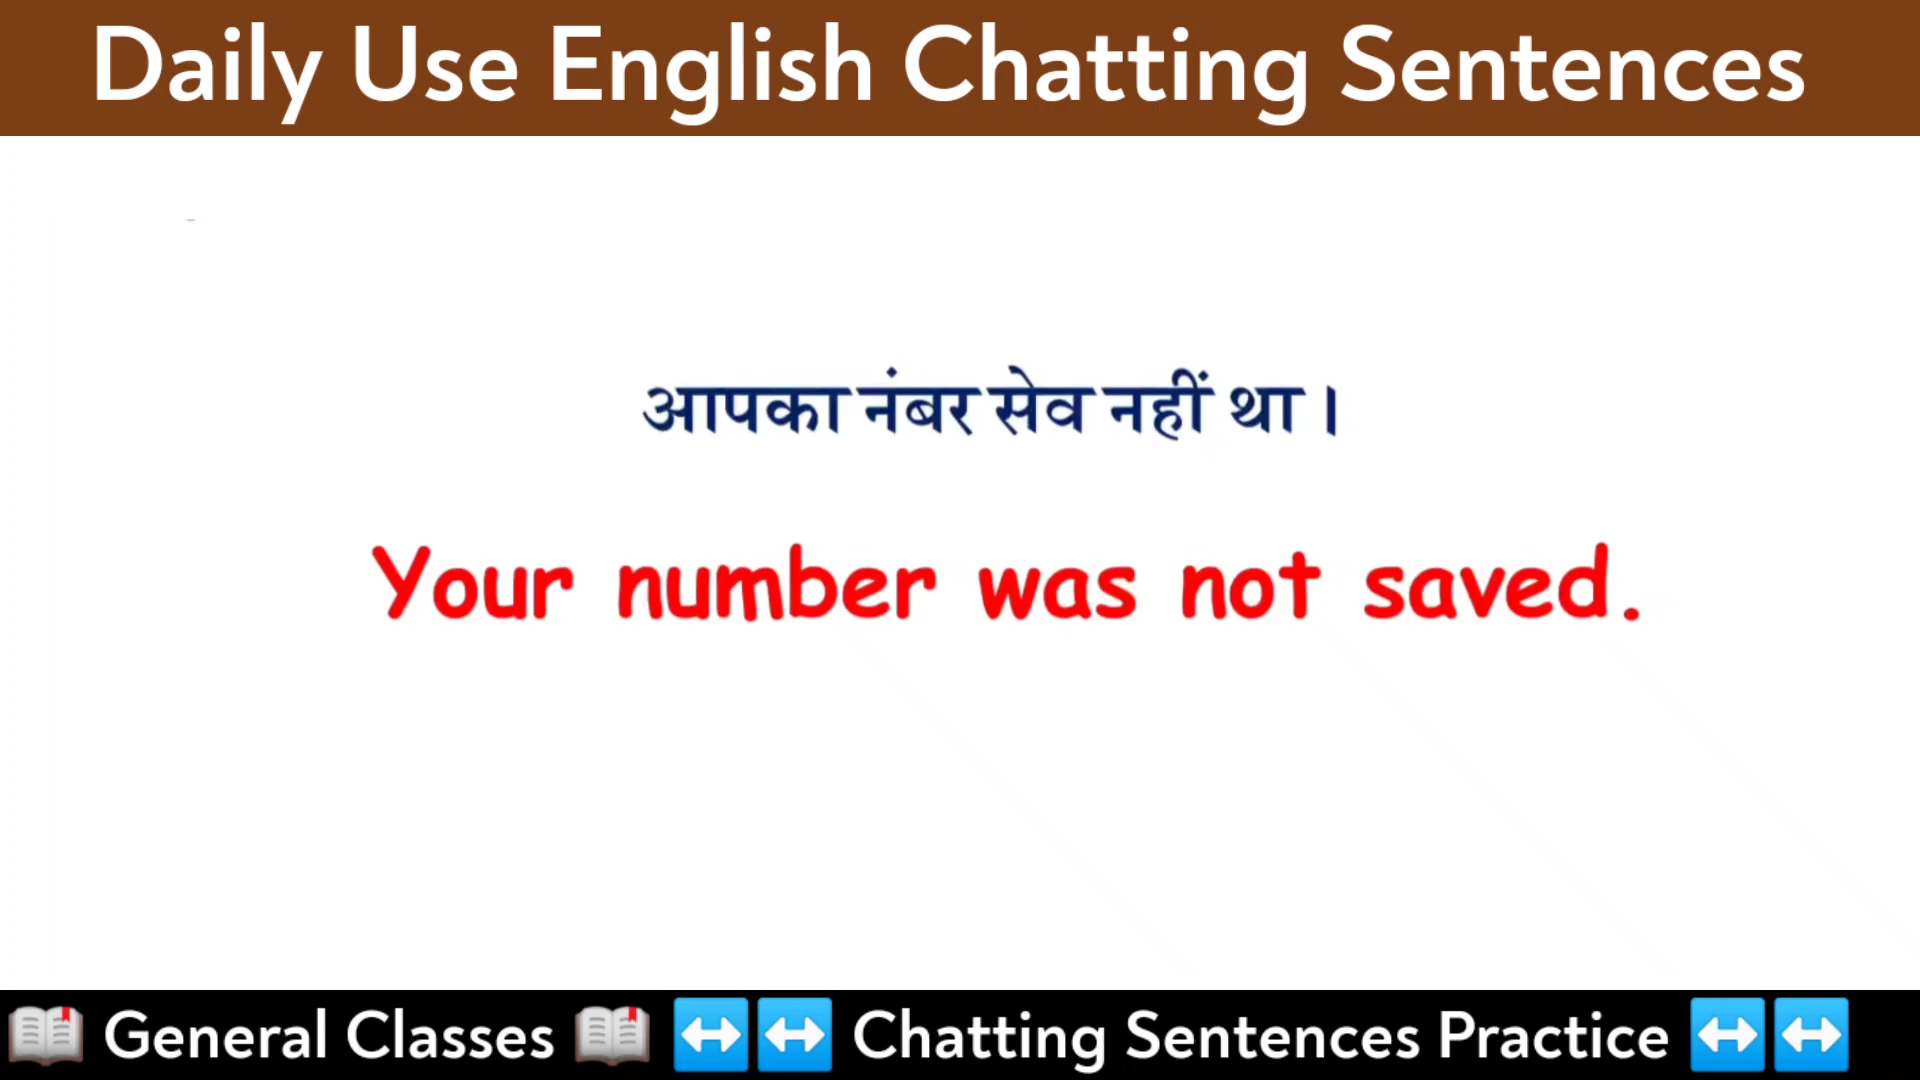 Daily Use English Chatting Sentences
आपका नंबर सेव नहीं था।
Your number was not saved.
📖 General Classes 📖 ↔️↔️ Chatting Sentences Practice ↔️↔️